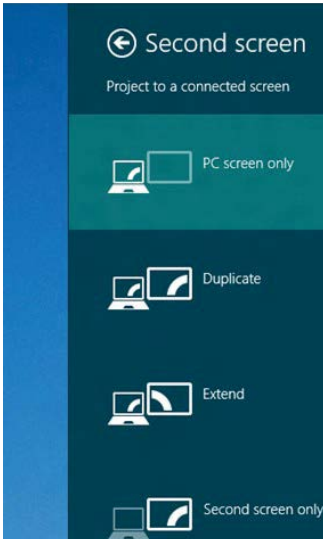 Second screen
Project to a connected screen
PC screen only
Duplicate
Extend
Second screen only